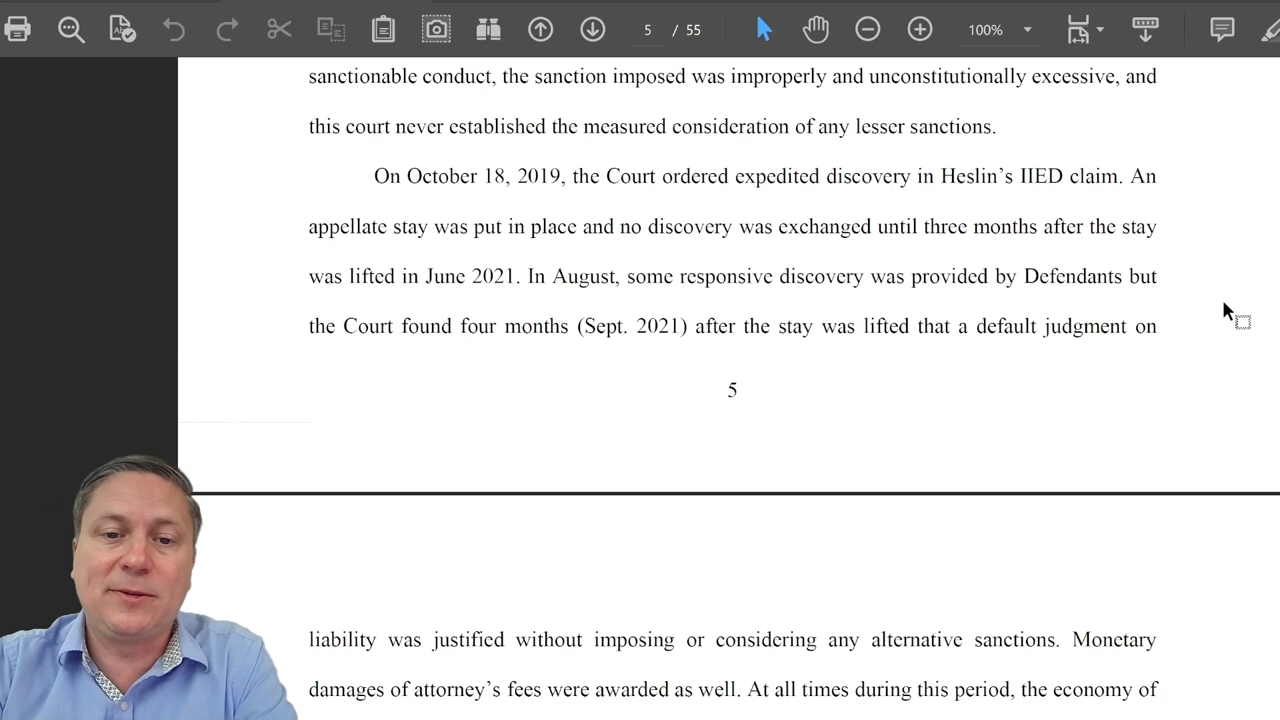 5 / 55
100%
sanctionable conduct, the sanction imposed was improperly and unconstitutionally excessive, and
this court never established the measured consideration of any lesser sanctions.
On October 18, 2019, the Court ordered expedited discovery in Heslin’s IIED claim. An
appellate stay was put in place and no discovery was exchanged until three months after the stay
was lifted in June 2021. In August, some responsive discovery was provided by Defendants but
the Court found four months (Sept. 2021) after the stay was lifted that a default judgment on
5
liability was justified without imposing or considering any alternative sanctions. Monetary
damages of attorney’s fees were awarded as well. At all times during this period, the economy of